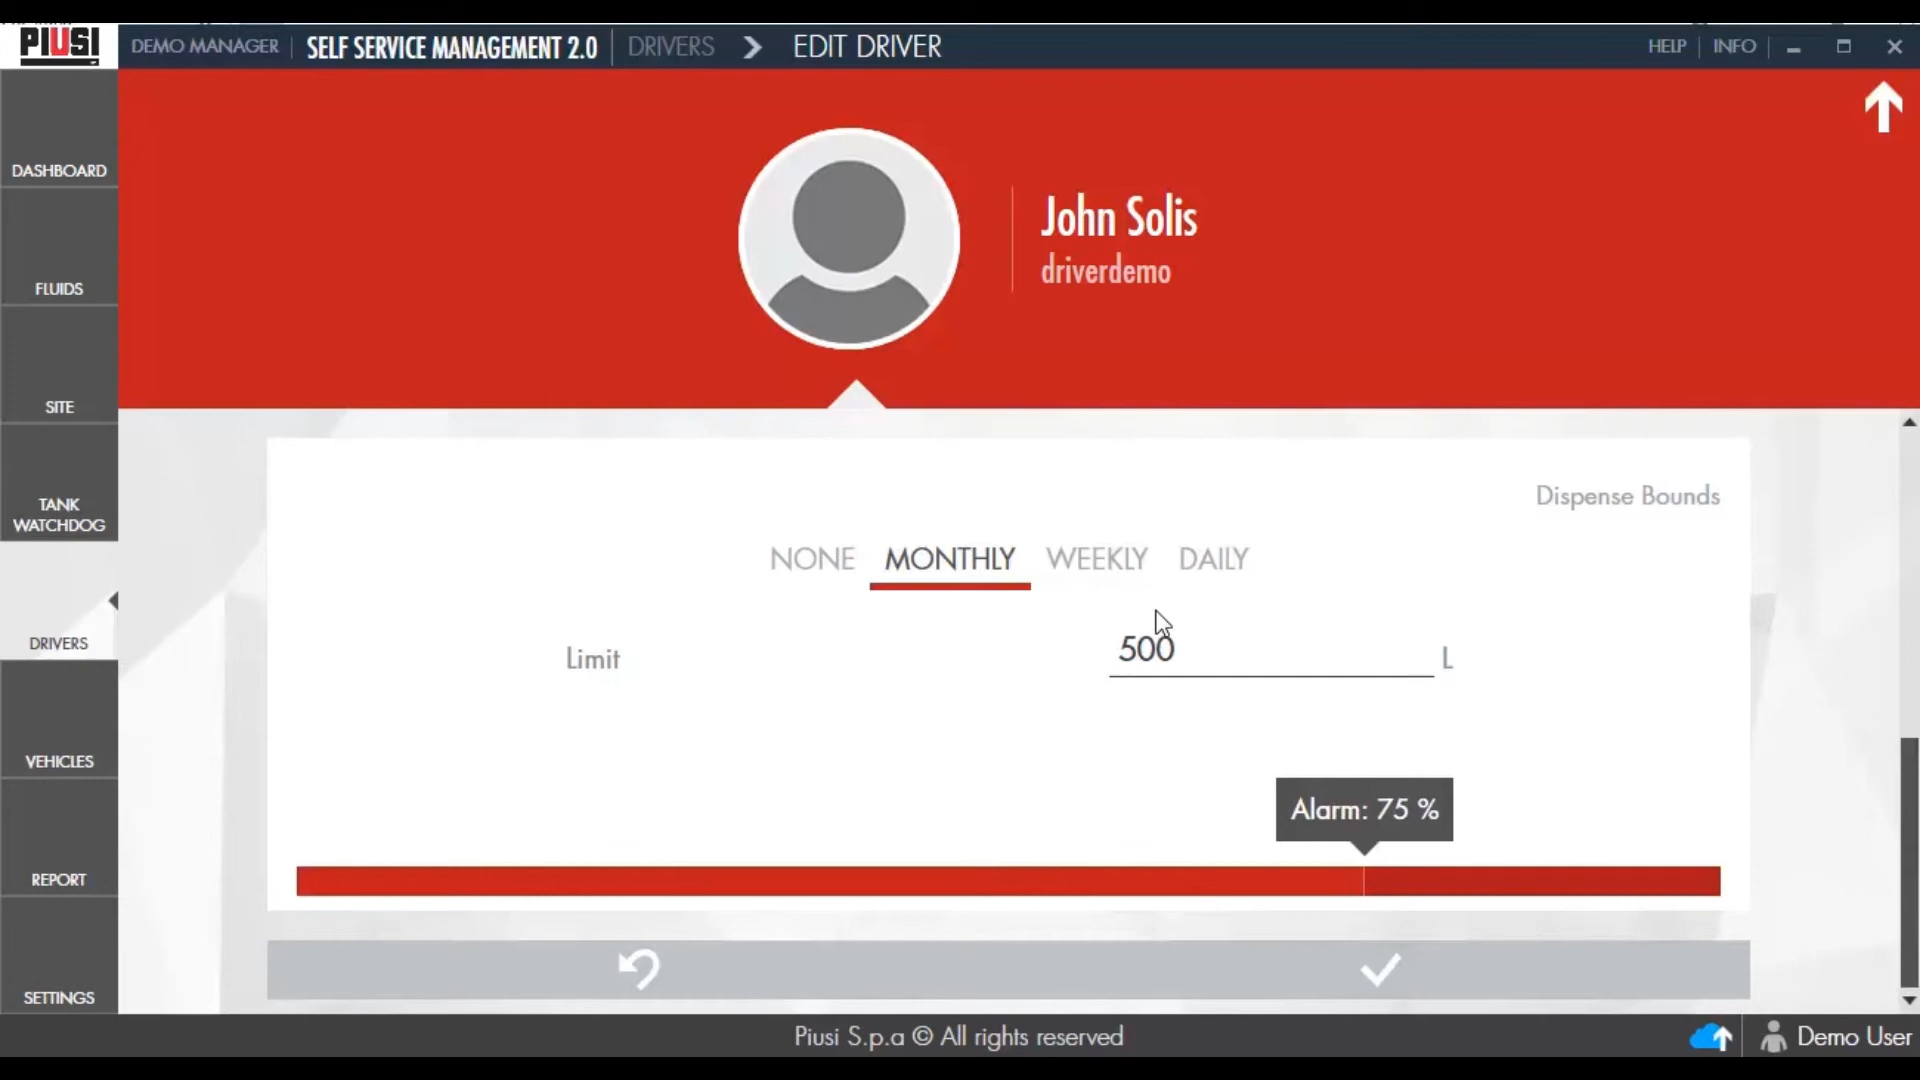 PIUSI DEMO MANAGER SELF SERVICE MANAGEMENT 2.0 DRIVERS EDIT DRIVER HELP INFO
John Solis
driverdemo
DASHBOARD
FLUIDS
SITE
TANK
WATCHDOG
DRIVERS
VEHICLES
REPORT
SETTINGS
Dispense Bounds
NONE MONTHLY WEEKLY DAILY
Limit 500 L
Alarm: 75 %
Piusi S.p.a © All rights reserved
Demo User